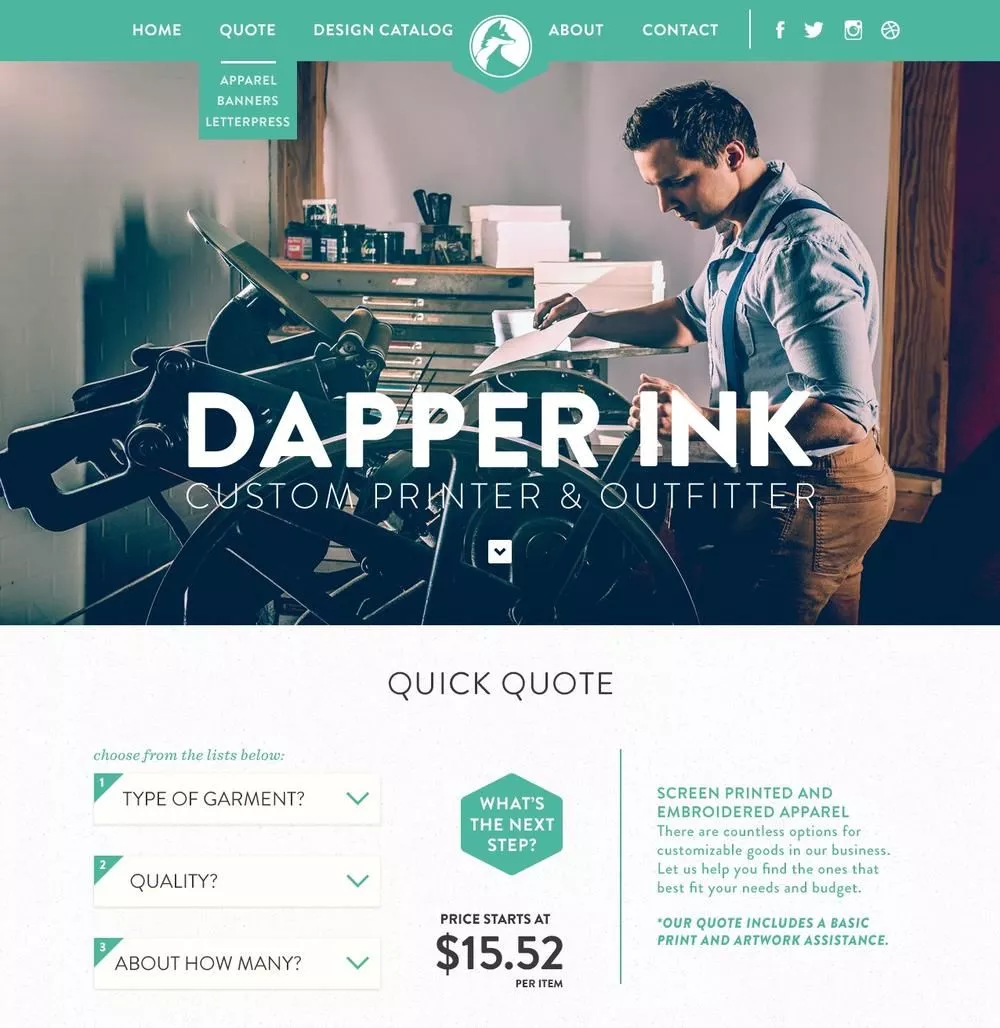 HOME QUOTE DESIGN CATALOG ABOUT CONTACT
APPAREL
BANNERS
LETTERPRESS
DAPPER INK
CUSTOM PRINTER & OUTFITTER
QUICK QUOTE
choose from the lists below:
1
TYPE OF GARMENT?
2
QUALITY?
3
ABOUT HOW MANY?
WHAT'S
THE NEXT
STEP?
PRICE STARTS AT
$15.52
PER ITEM
SCREEN PRINTED AND
EMBROIDERED APPAREL
There are countless options for
customizable goods in our business.
Let us help you find the ones that
best fit your needs and budget.
*OUR QUOTE INCLUDES A BASIC
PRINT AND ARTWORK ASSISTANCE.